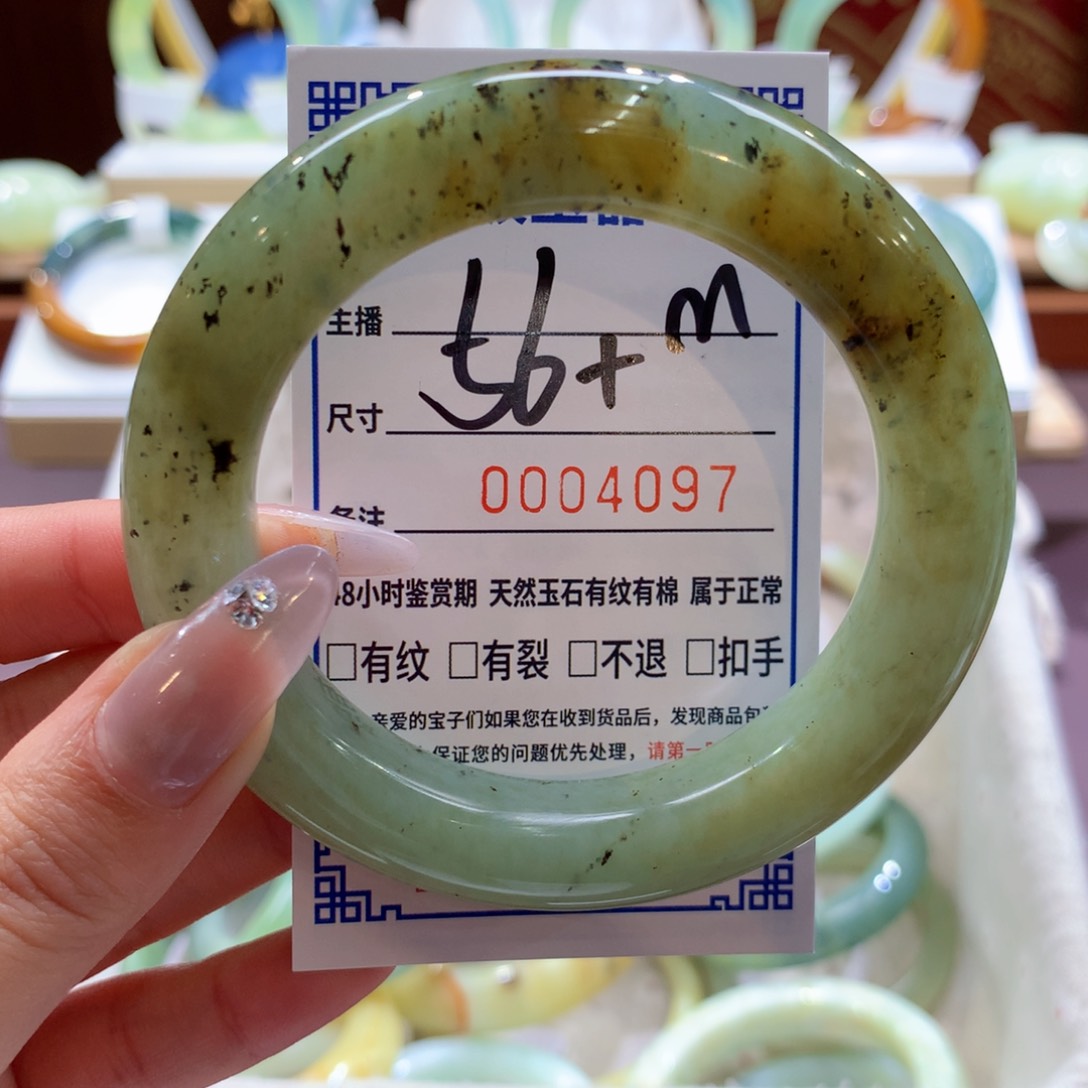 主播 m
尺寸 56+
备注 0004097
48小时鉴赏期 天然玉石有纹有棉 属于正常
□有纹 □有裂 □不退 □扣手
亲爱的宝子们如果您在收到货品后，发现商品包
保证您的问题优先处理，请第一